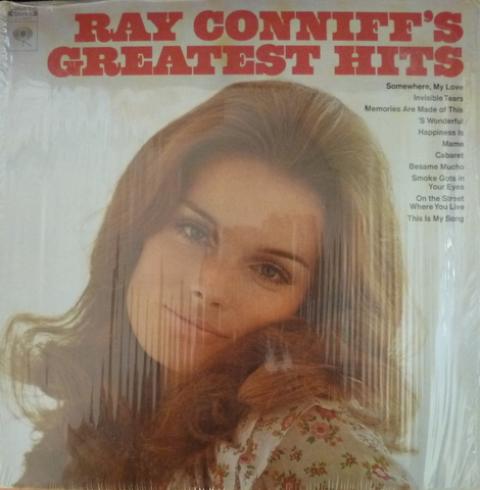 RAY CONNIFF'S
GREATEST HITS
Somewhere, My Love
Invisible Tears
Memories Are Made of This
'S Wonderful
Happiness Is
Mame
Cabaret
Besame Mucho
Smoke Gets in
Your Eyes
On the Street
Where You Live
This Is My Song